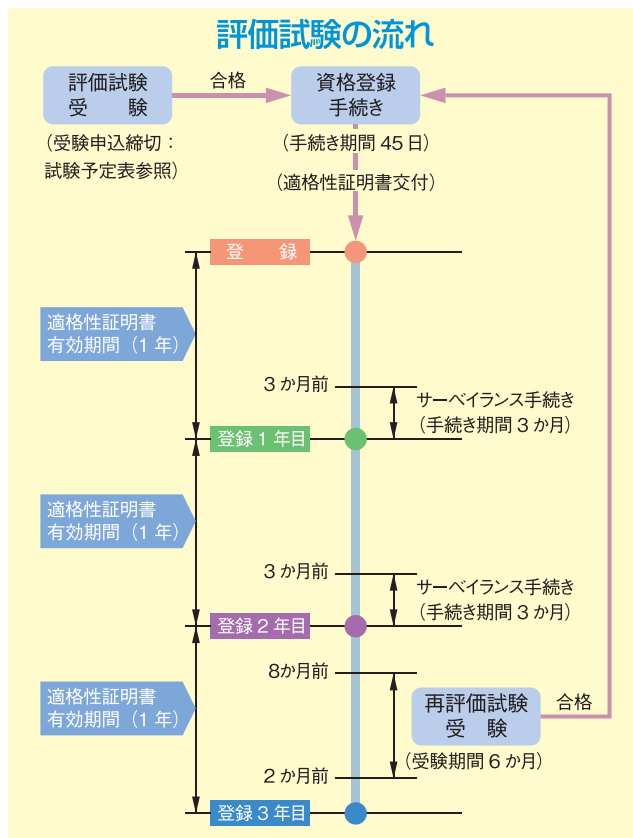 評価試験の流れ
評価試験
受　験
合格
資格登録
手続き
（受験申込締切：
試験予定表参照）
（手続き期間 45 日）
（適格性証明書交付）
登　録
適格性証明書
有効期間（1 年）
3 か月前
サーベイランス手続き
（手続き期間 3 か月）
登録 1 年目
適格性証明書
有効期間（1 年）
3 か月前
サーベイランス手続き
（手続き期間 3 か月）
登録 2 年目
8か月前
適格性証明書
有効期間（1 年）
再評価試験
受　験
合格
（受験期間 6 か月）
2 か月前
登録 3 年目